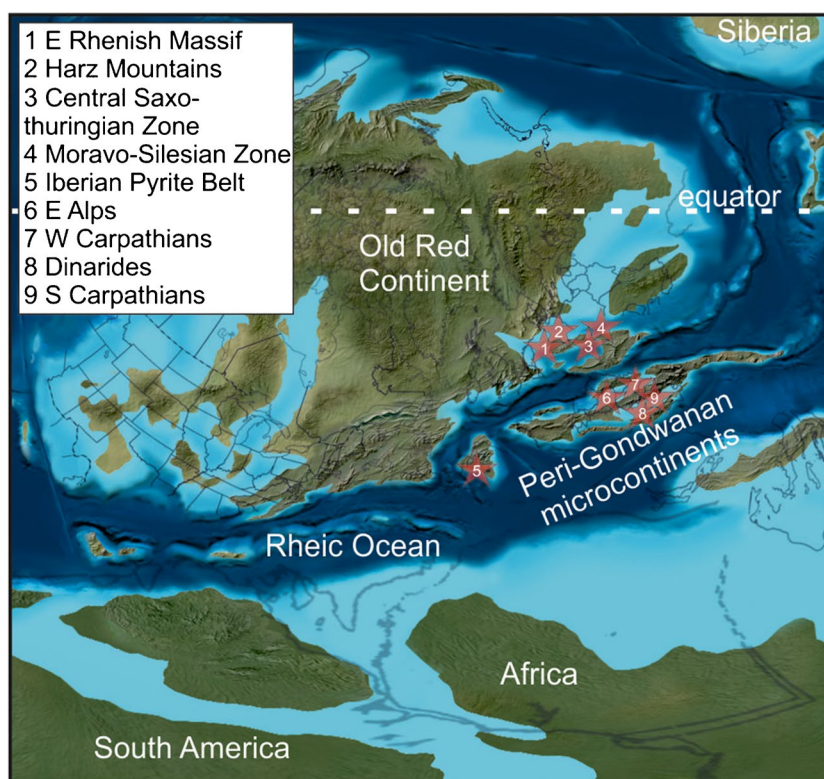 1 E Rhenish Massif
2 Harz Mountains
3 Central Saxo-
thuringian Zone
4 Moravo-Silesian Zone
5 Iberian Pyrite Belt
6 E Alps
7 W Carpathians
8 Dinarides
9 S Carpathians
Siberia
equator
Old Red
Continent
2
4
1
3
7
6
9
8
5
Peri-Gondwanan
microcontinents
Rheic Ocean
Africa
South America